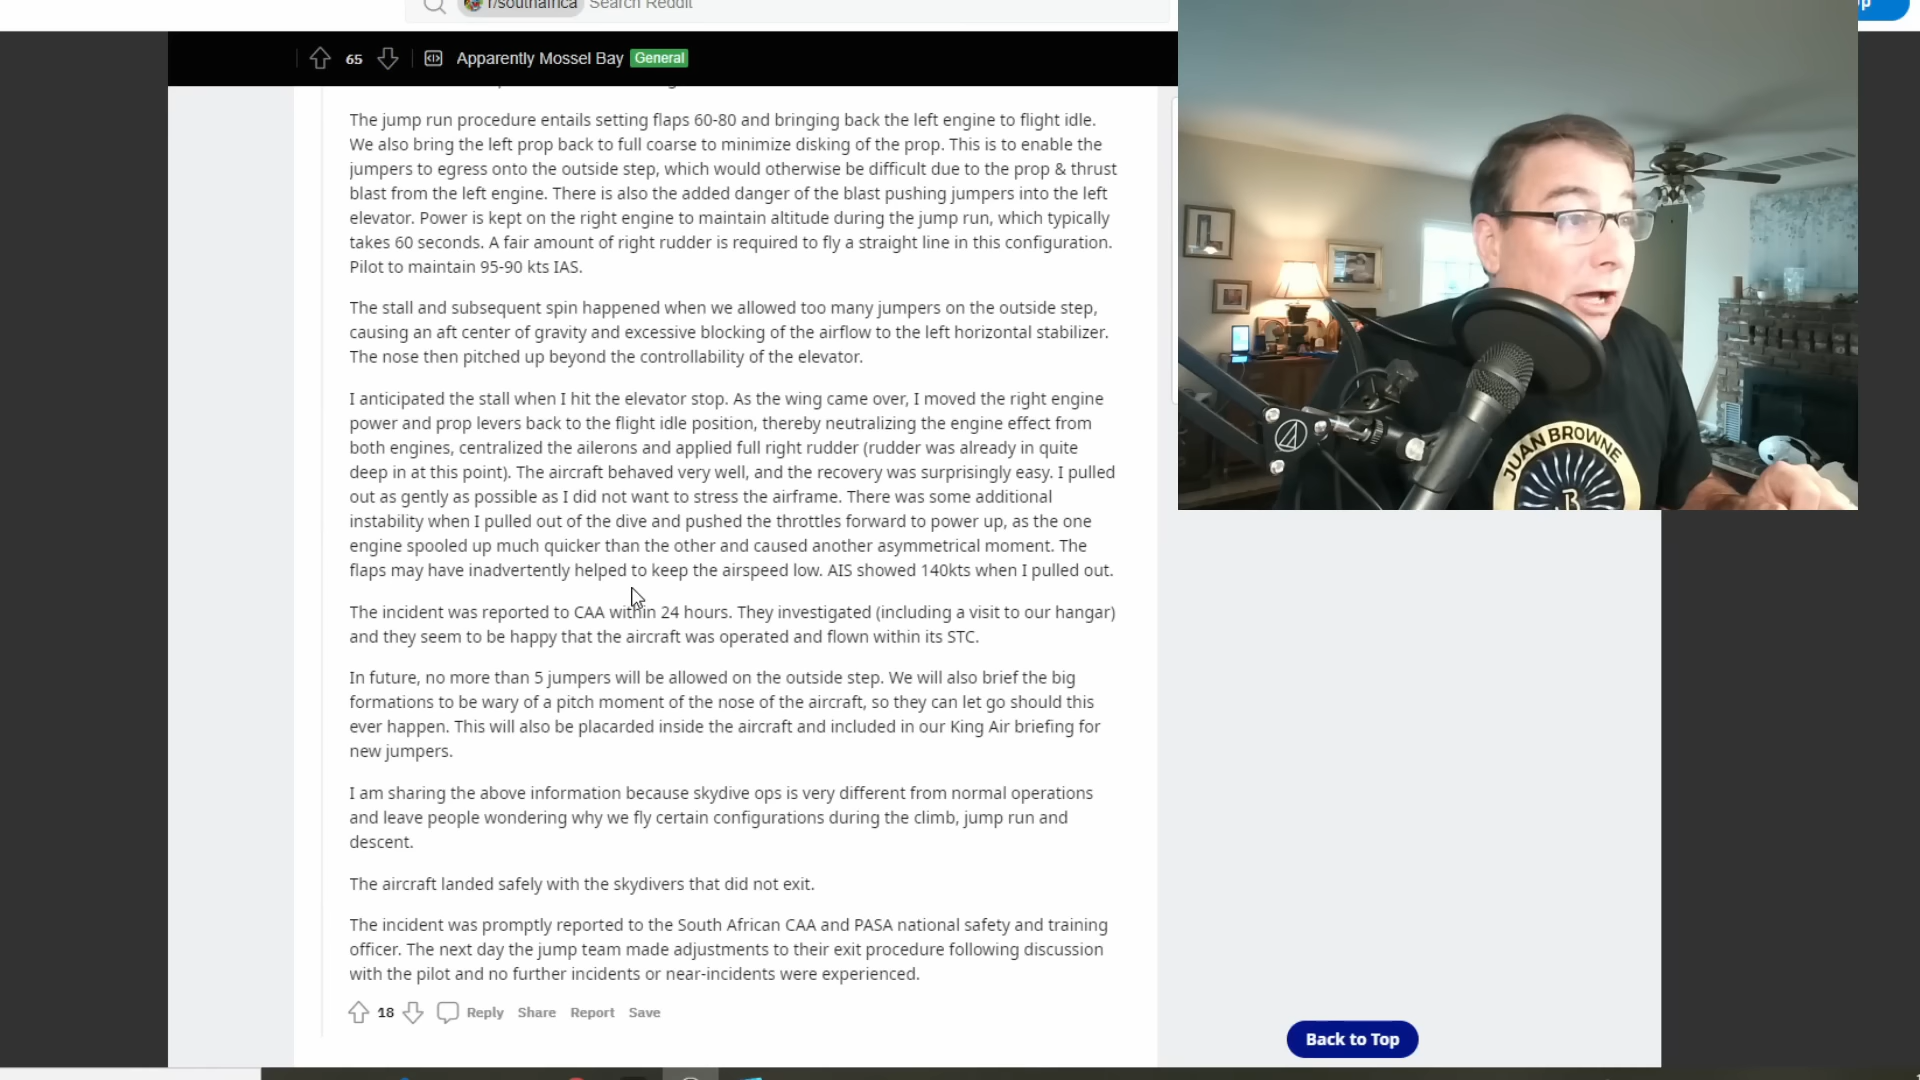 r/southafrica Search Reddit
65 Apparently Mossel Bay General
The jump run procedure entails setting flaps 60-80 and bringing back the left engine to flight idle.
We also bring the left prop back to full coarse to minimize disking of the prop. This is to enable the
jumpers to egress onto the outside step, which would otherwise be difficult due to the prop & thrust
blast from the left engine. There is also the added danger of the blast pushing jumpers into the left
elevator. Power is kept on the right engine to maintain altitude during the jump run, which typically
takes 60 seconds. A fair amount of right rudder is required to fly a straight line in this configuration.
Pilot to maintain 95-90 kts IAS.
The stall and subsequent spin happened when we allowed too many jumpers on the outside step,
causing an aft center of gravity and excessive blocking of the airflow to the left horizontal stabilizer.
The nose then pitched up beyond the controllability of the elevator.
I anticipated the stall when I hit the elevator stop. As the wing came over, I moved the right engine
power and prop levers back to the flight idle position, thereby neutralizing the engine effect from
both engines, centralized the ailerons and applied full right rudder (rudder was already in quite
deep in at this point). The aircraft behaved very well, and the recovery was surprisingly easy. I pulled
out as gently as possible as I did not want to stress the airframe. There was some additional
instability when I pulled out of the dive and pushed the throttles forward to power up, as the one
engine spooled up much quicker than the other and caused another asymmetrical moment. The
flaps may have inadvertently helped to keep the airspeed low. AIS showed 140kts when I pulled out.
The incident was reported to CAA within 24 hours. They investigated (including a visit to our hangar)
and they seem to be happy that the aircraft was operated and flown within its STC.
In future, no more than 5 jumpers will be allowed on the outside step. We will also brief the big
formations to be wary of a pitch moment of the nose of the aircraft, so they can let go should this
ever happen. This will also be placarded inside the aircraft and included in our King Air briefing for
new jumpers.
I am sharing the above information because skydive ops is very different from normal operations
and leave people wondering why we fly certain configurations during the climb, jump run and
descent.
The aircraft landed safely with the skydivers that did not exit.
The incident was promptly reported to the South African CAA and PASA national safety and training
officer. The next day the jump team made adjustments to their exit procedure following discussion
with the pilot and no further incidents or near-incidents were experienced.
18 Reply Share Report Save
Back to Top
JUAN BROWNE
JB